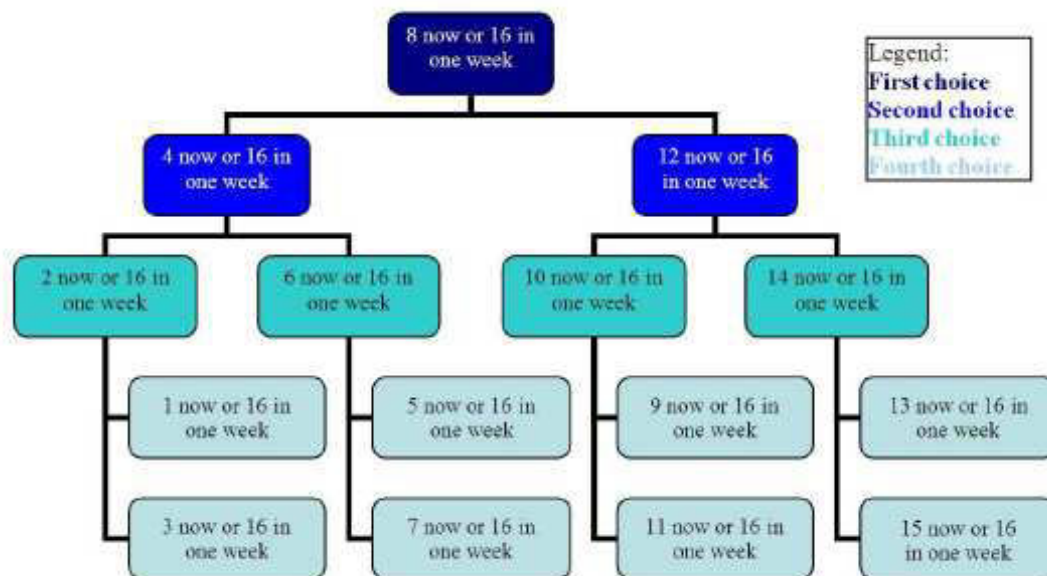 8 now or 16 in
one week
Legend:
First choice
Second choice
Third choice
Fourth choice
4 now or 16 in
one week
12 now or 16
in one week
2 now or 16 in
one week
6 now or 16 in
one week
10 now or 16 in
one week
14 now or 16 in
one week
1 now or 16 in
one week
5 now or 16 in
one week
9 now or 16 in
one week
13 now or 16 in
one week
3 now or 16 in
one week
7 now or 16 in
one week
11 now or 16 in
one week
15 now or 16
in one week